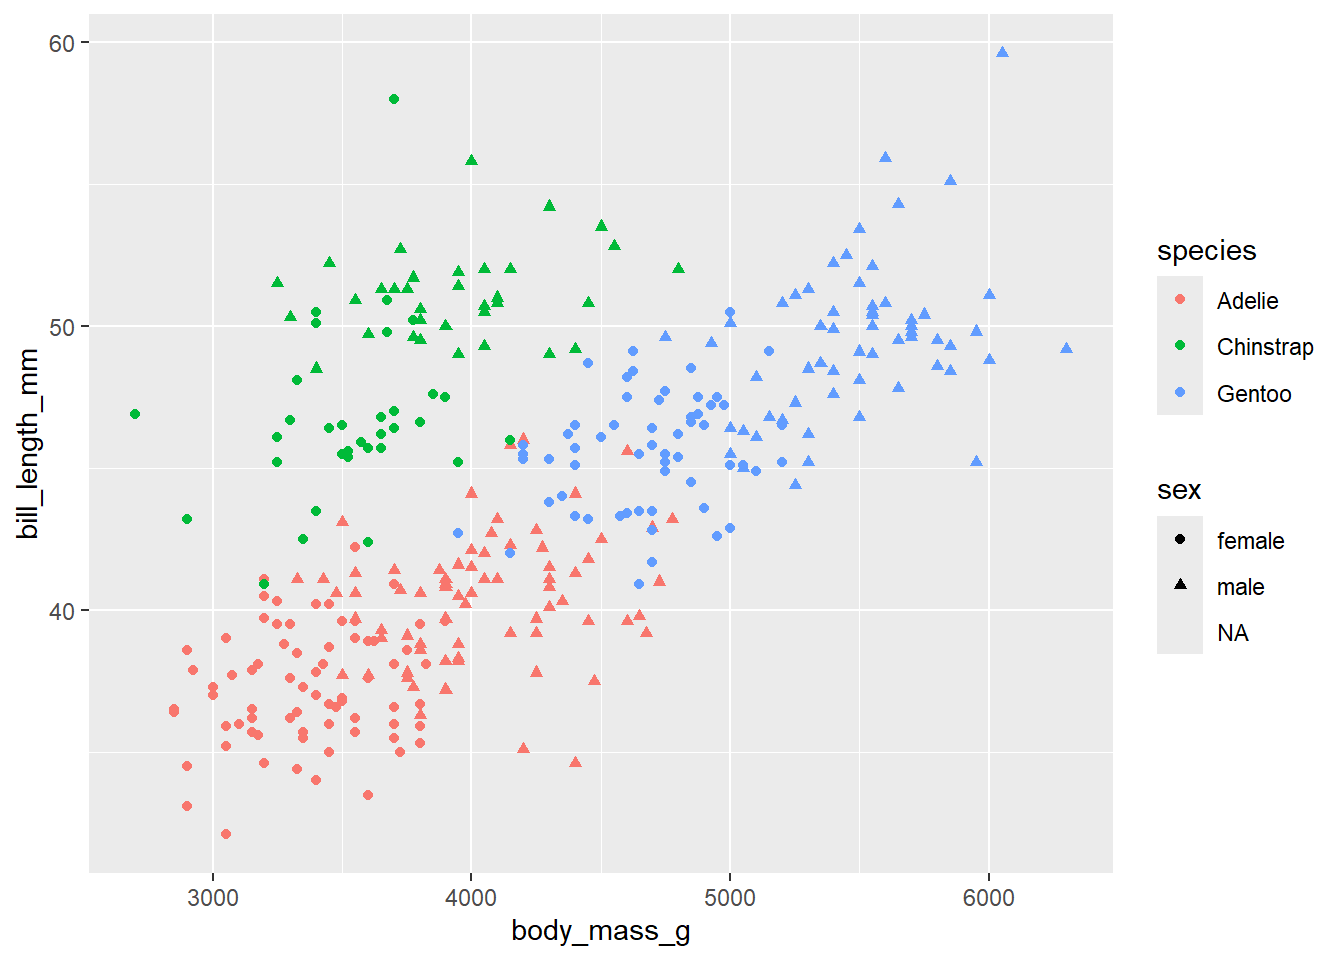 60
50
40
bill_length_mm
3000
4000
5000
6000
body_mass_g
species
Adelie
Chinstrap
Gentoo
sex
female
male
NA